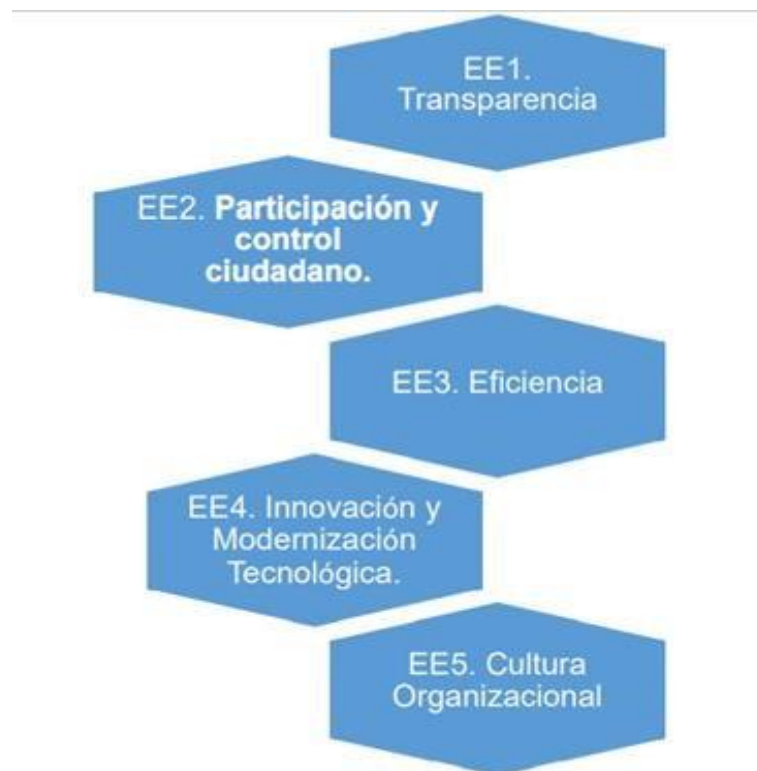 EE1.
Transparencia
EE2. Participación y
control
ciudadano.
EE3. Eficiencia
EE4. Innovación y
Modernización
Tecnológica.
EE5. Cultura
Organizacional